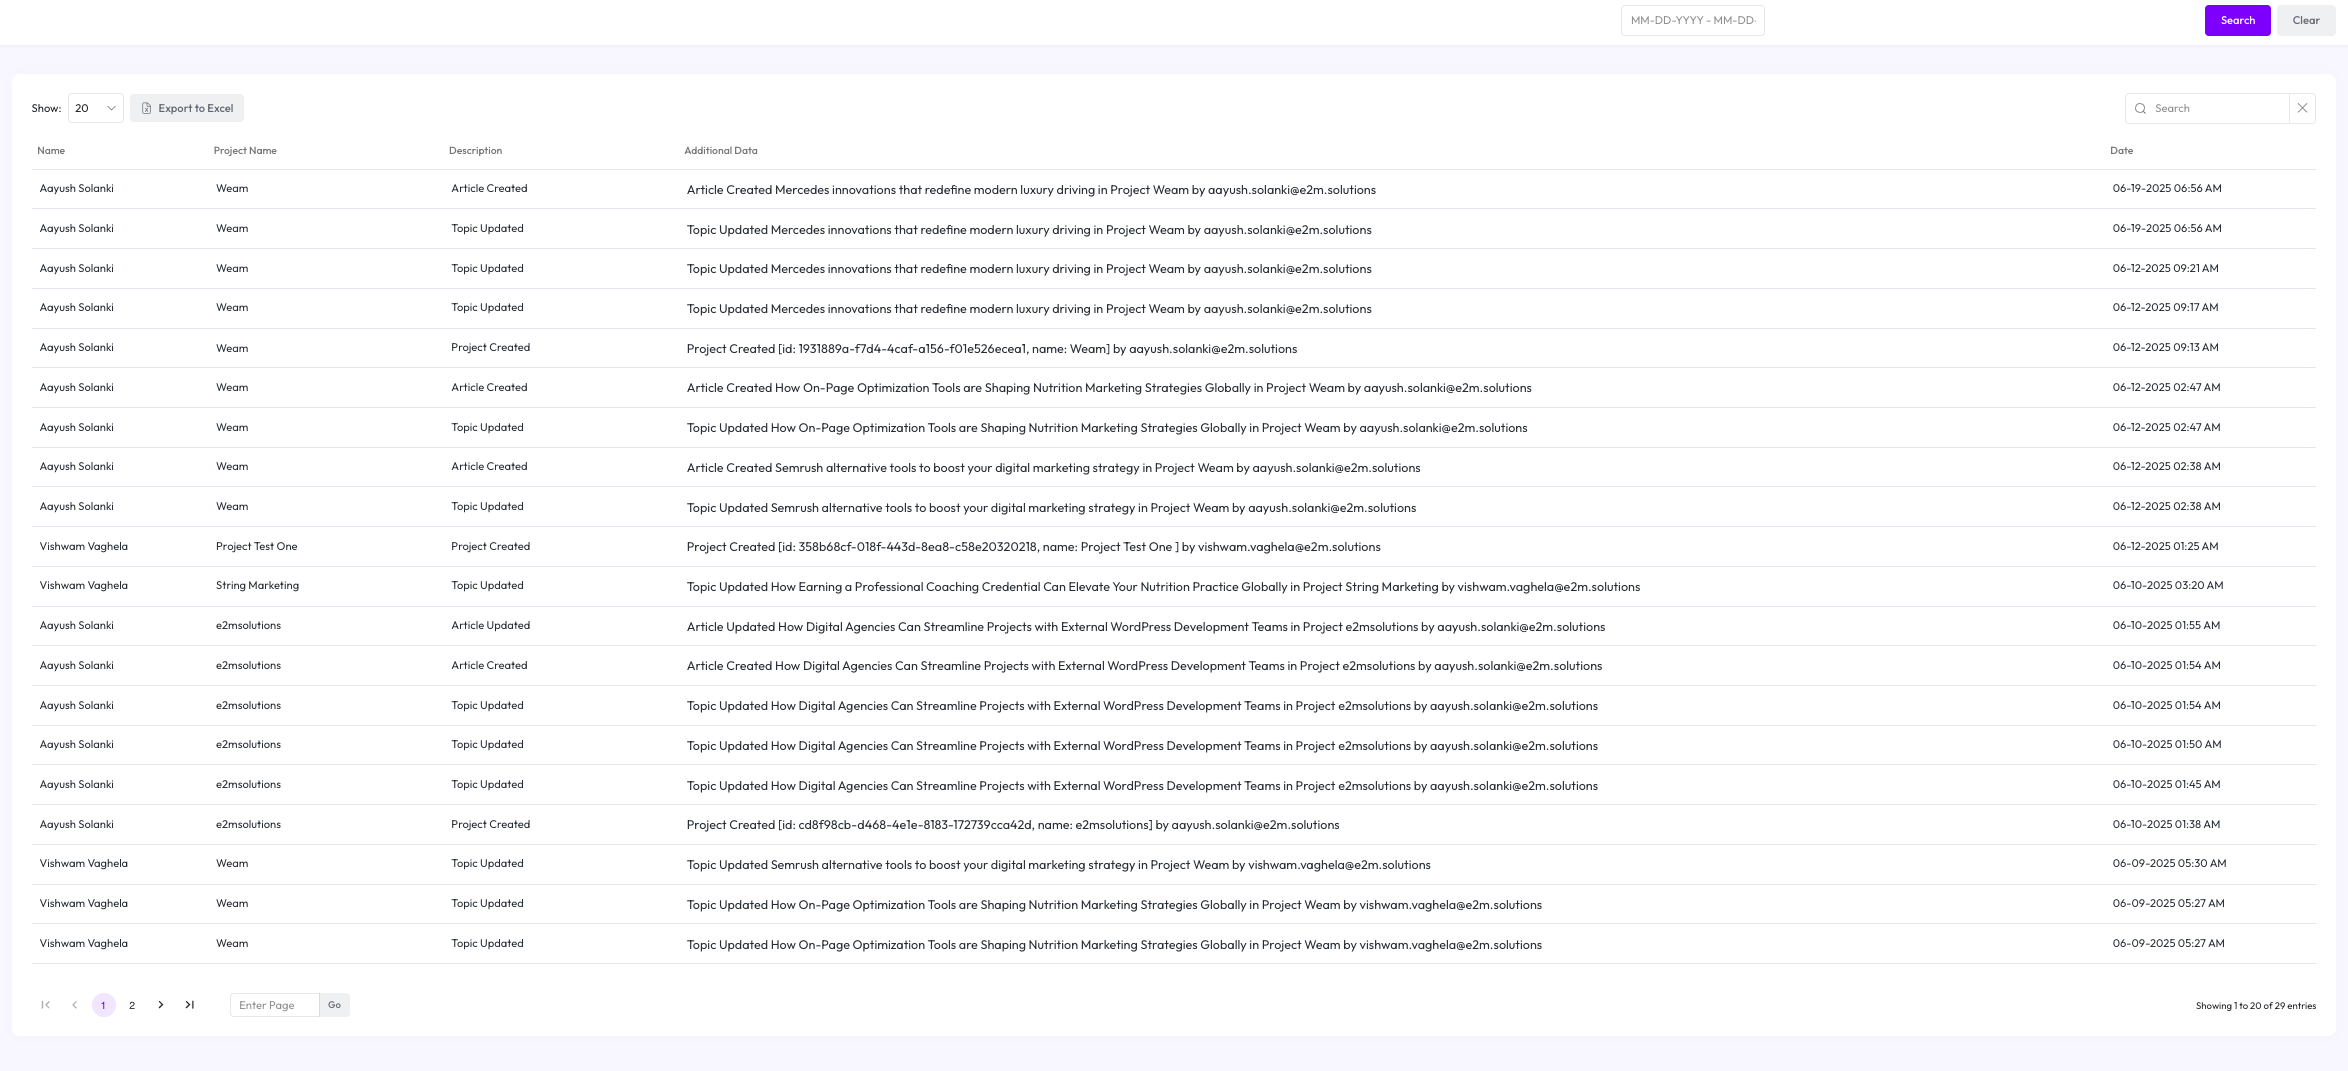 MM-DD-YYYY - MM-DD- Search Clear
Show: 20 Export to Excel Search
Name Project Name Description Additional Data Date
Aayush Solanki Weam Article Created Article Created Mercedes innovations that redefine modern luxury driving in Project Weam by aayush.solanki@e2m.solutions 06-19-2025 06:56 AM
Aayush Solanki Weam Topic Updated Topic Updated Mercedes innovations that redefine modern luxury driving in Project Weam by aayush.solanki@e2m.solutions 06-19-2025 06:56 AM
Aayush Solanki Weam Topic Updated Topic Updated Mercedes innovations that redefine modern luxury driving in Project Weam by aayush.solanki@e2m.solutions 06-12-2025 09:21 AM
Aayush Solanki Weam Topic Updated Topic Updated Mercedes innovations that redefine modern luxury driving in Project Weam by aayush.solanki@e2m.solutions 06-12-2025 09:17 AM
Aayush Solanki Weam Project Created Project Created [id: 1931889a-f7d4-4caf-a156-f01e526ecea1, name: Weam] by aayush.solanki@e2m.solutions 06-12-2025 09:13 AM
Aayush Solanki Weam Article Created Article Created How On-Page Optimization Tools are Shaping Nutrition Marketing Strategies Globally in Project Weam by aayush.solanki@e2m.solutions 06-12-2025 02:47 AM
Aayush Solanki Weam Topic Updated Topic Updated How On-Page Optimization Tools are Shaping Nutrition Marketing Strategies Globally in Project Weam by aayush.solanki@e2m.solutions 06-12-2025 02:47 AM
Aayush Solanki Weam Article Created Article Created Semrush alternative tools to boost your digital marketing strategy in Project Weam by aayush.solanki@e2m.solutions 06-12-2025 02:38 AM
Aayush Solanki Weam Topic Updated Topic Updated Semrush alternative tools to boost your digital marketing strategy in Project Weam by aayush.solanki@e2m.solutions 06-12-2025 02:38 AM
Vishwam Vaghela Project Test One Project Created Project Created [id: 358b68cf-018f-443d-8ea8-c58e20320218, name: Project Test One ] by vishwam.vaghela@e2m.solutions 06-12-2025 01:25 AM
Vishwam Vaghela String Marketing Topic Updated Topic Updated How Earning a Professional Coaching Credential Can Elevate Your Nutrition Practice Globally in Project String Marketing by vishwam.vaghela@e2m.solutions 06-10-2025 03:20 AM
Aayush Solanki e2msolutions Article Updated Article Updated How Digital Agencies Can Streamline Projects with External WordPress Development Teams in Project e2msolutions by aayush.solanki@e2m.solutions 06-10-2025 01:55 AM
Aayush Solanki e2msolutions Article Created Article Created How Digital Agencies Can Streamline Projects with External WordPress Development Teams in Project e2msolutions by aayush.solanki@e2m.solutions 06-10-2025 01:54 AM
Aayush Solanki e2msolutions Topic Updated Topic Updated How Digital Agencies Can Streamline Projects with External WordPress Development Teams in Project e2msolutions by aayush.solanki@e2m.solutions 06-10-2025 01:54 AM
Aayush Solanki e2msolutions Topic Updated Topic Updated How Digital Agencies Can Streamline Projects with External WordPress Development Teams in Project e2msolutions by aayush.solanki@e2m.solutions 06-10-2025 01:50 AM
Aayush Solanki e2msolutions Topic Updated Topic Updated How Digital Agencies Can Streamline Projects with External WordPress Development Teams in Project e2msolutions by aayush.solanki@e2m.solutions 06-10-2025 01:45 AM
Aayush Solanki e2msolutions Project Created Project Created [id: cd8f98cb-d468-4e1e-8183-172739cca42d, name: e2msolutions] by aayush.solanki@e2m.solutions 06-10-2025 01:38 AM
Vishwam Vaghela Weam Topic Updated Topic Updated Semrush alternative tools to boost your digital marketing strategy in Project Weam by vishwam.vaghela@e2m.solutions 06-09-2025 05:30 AM
Vishwam Vaghela Weam Topic Updated Topic Updated How On-Page Optimization Tools are Shaping Nutrition Marketing Strategies Globally in Project Weam by vishwam.vaghela@e2m.solutions 06-09-2025 05:27 AM
Vishwam Vaghela Weam Topic Updated Topic Updated How On-Page Optimization Tools are Shaping Nutrition Marketing Strategies Globally in Project Weam by vishwam.vaghela@e2m.solutions 06-09-2025 05:27 AM
1 2 Enter Page Go Showing 1 to 20 of 29 entries